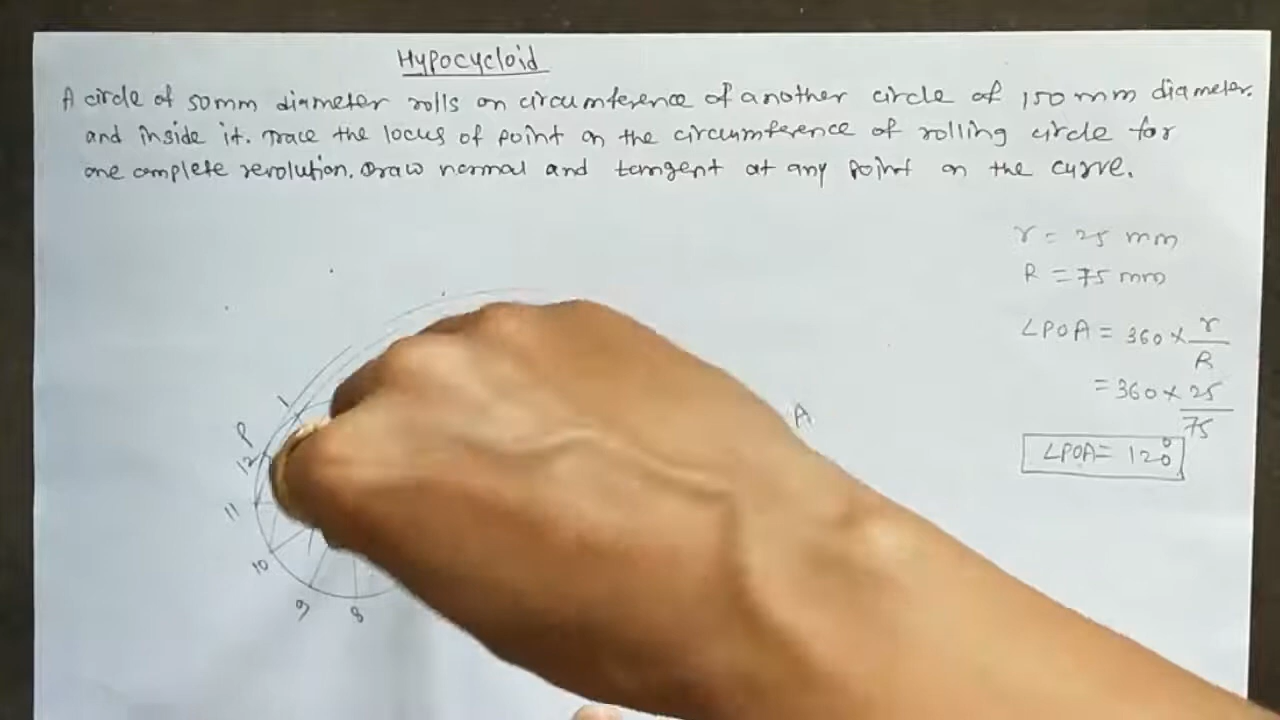 Hypocycloid
A circle of 50mm diameter rolls on circumference of another circle of 150 mm diameter.
and inside it. Trace the locus of point on the circumference of rolling circle for
one complete revolution. Draw normal and tangent at any point on the curve.
r = 25 mm
R = 75 mm
∠POA = 360 × r
R
= 360 × 25
75
∠POA = 120°
A
1
P
12
11
10
9
8